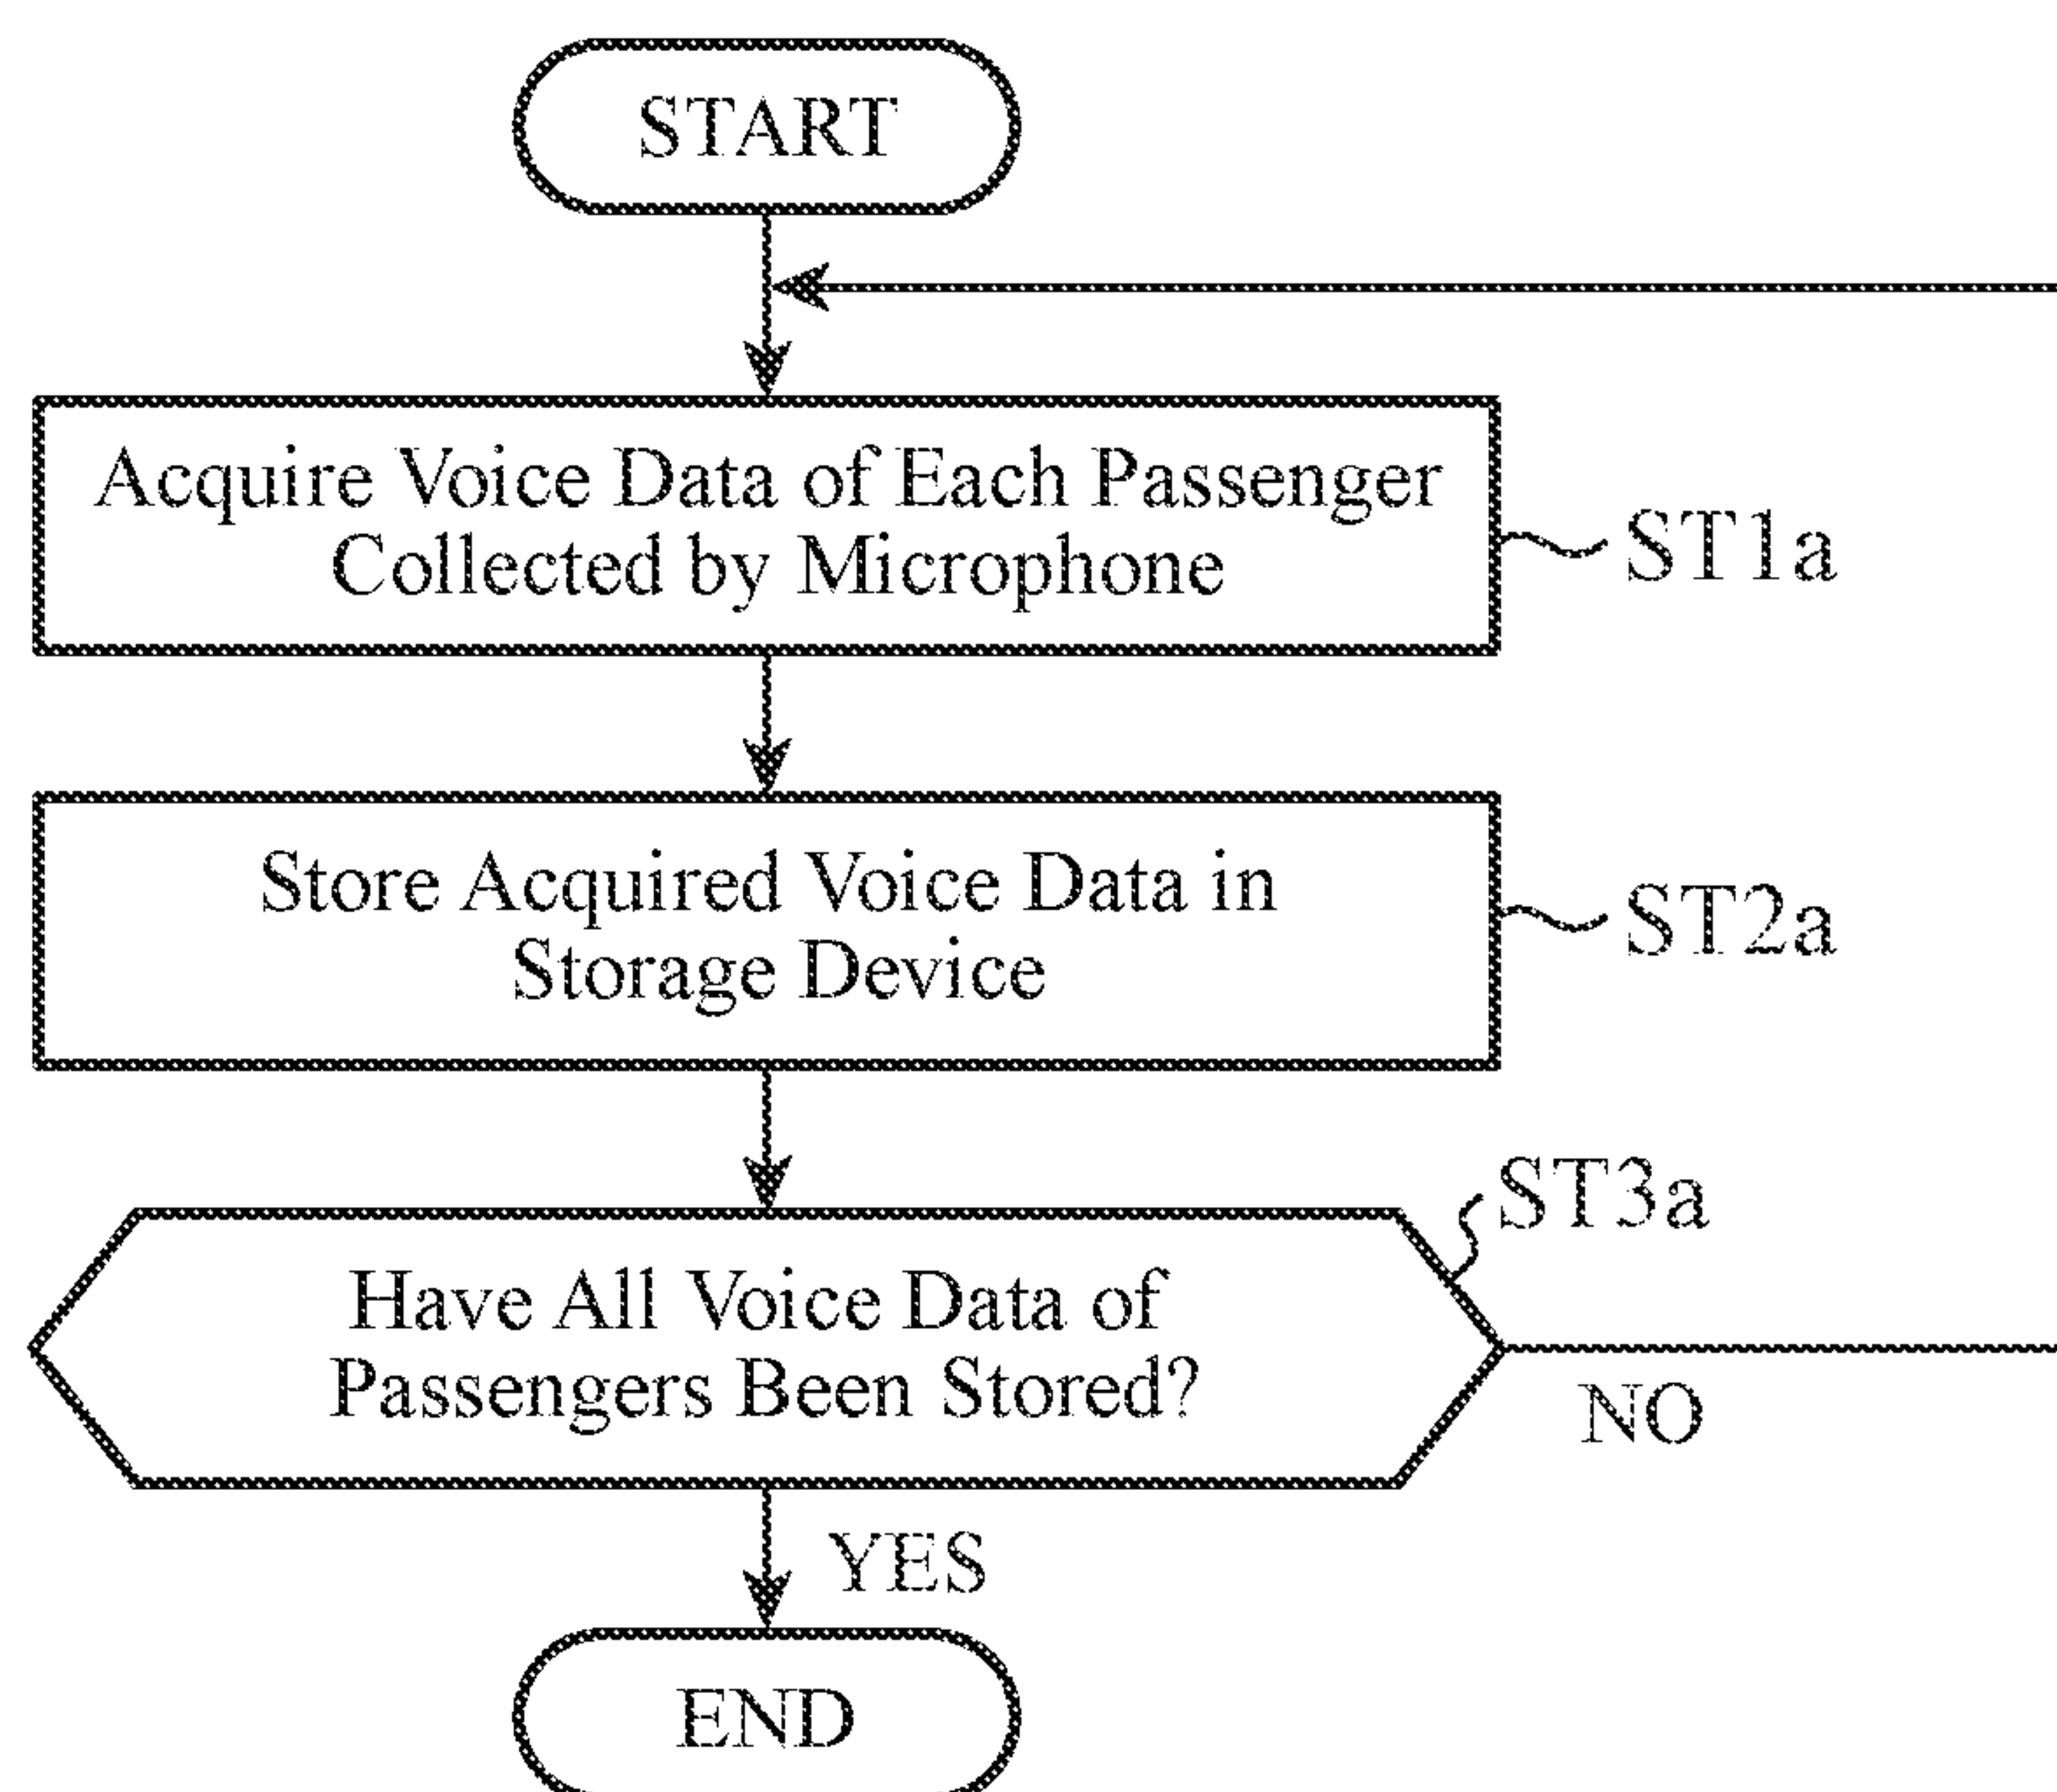 START
Acquire Voice Data of Each Passenger
Collected by Microphone
ST1a
Store Acquired Voice Data in
Storage Device
ST2a
ST3a
Have All Voice Data of
Passengers Been Stored?
NO
YES
END